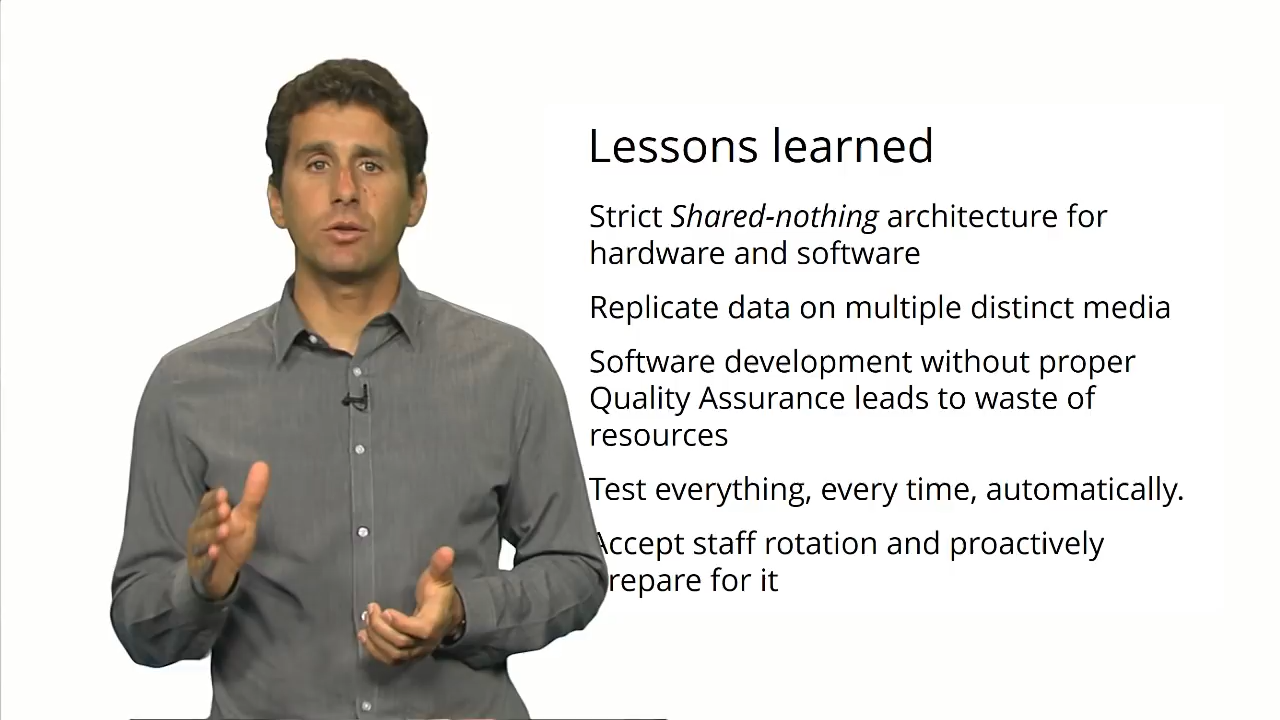 Lessons learned
Strict Shared-nothing architecture for
hardware and software
Replicate data on multiple distinct media
Software development without proper
Quality Assurance leads to waste of
resources
Test everything, every time, automatically.
Accept staff rotation and proactively
prepare for it